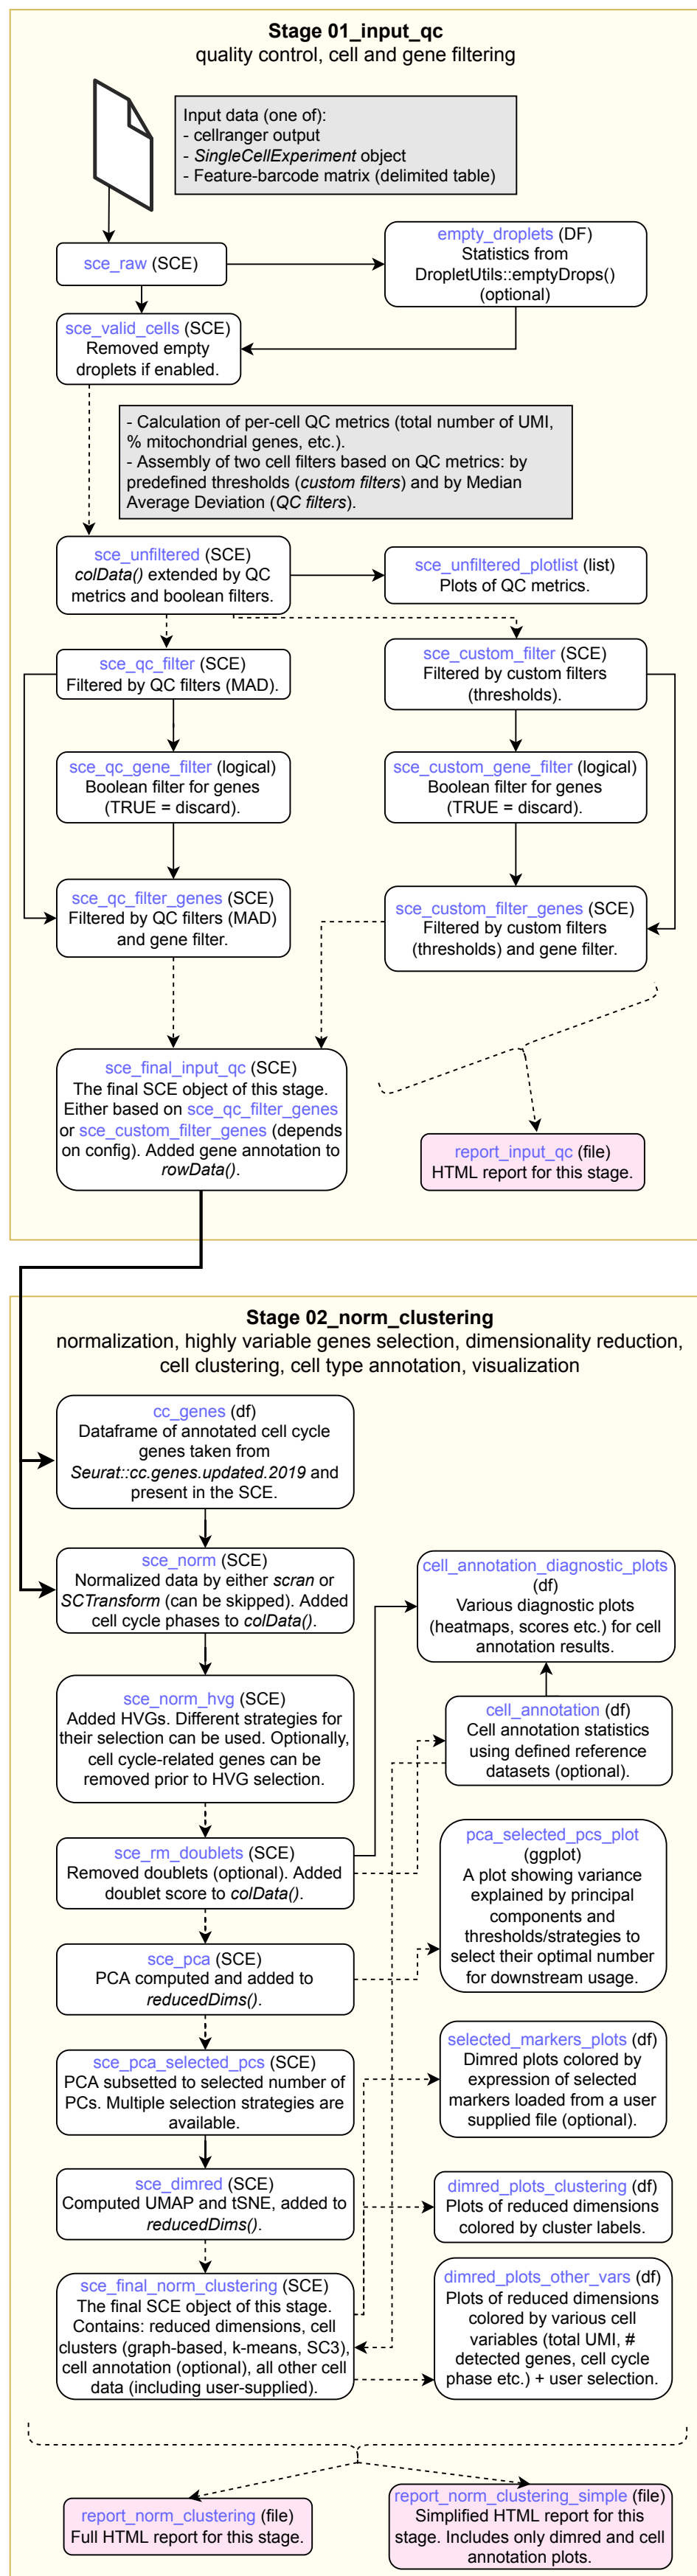 Stage 01_input_qc
quality control, cell and gene filtering
Input data (one of):
- cellranger output
- SingleCellExperiment object
- Feature-barcode matrix (delimited table)
sce_raw (SCE)
empty_droplets (DF)
Statistics from
DropletUtils::emptyDrops()
(optional)
sce_valid_cells (SCE)
Removed empty
droplets if enabled.
- Calculation of per-cell QC metrics (total number of UMI,
% mitochondrial genes, etc.).
- Assembly of two cell filters based on QC metrics: by
predefined thresholds (custom filters) and by Median
Average Deviation (QC filters).
sce_unfiltered (SCE)
colData() extended by QC
metrics and boolean filters.
sce_unfiltered_plotlist (list)
Plots of QC metrics.
sce_qc_filter (SCE)
Filtered by QC filters (MAD).
sce_custom_filter (SCE)
Filtered by custom filters
(thresholds).
sce_qc_gene_filter (logical)
Boolean filter for genes
(TRUE = discard).
sce_custom_gene_filter (logical)
Boolean filter for genes
(TRUE = discard).
sce_qc_filter_genes (SCE)
Filtered by QC filters (MAD)
and gene filter.
sce_custom_filter_genes (SCE)
Filtered by custom filters
(thresholds) and gene filter.
sce_final_input_qc (SCE)
The final SCE object of this stage.
Either based on sce_qc_filter_genes
or sce_custom_filter_genes (depends
on config). Added gene annotation to
rowData().
report_input_qc (file)
HTML report for this stage.
Stage 02_norm_clustering
normalization, highly variable genes selection, dimensionality reduction,
cell clustering, cell type annotation, visualization
cc_genes (df)
Dataframe of annotated cell cycle
genes taken from
Seurat::cc.genes.updated.2019 and
present in the SCE.
sce_norm (SCE)
Normalized data by either scran or
SCTransform (can be skipped). Added
cell cycle phases to colData().
cell_annotation_diagnostic_plots
(df)
Various diagnostic plots
(heatmaps, scores etc.) for cell
annotation results.
sce_norm_hvg (SCE)
Added HVGs. Different strategies for
their selection can be used. Optionally,
cell cycle-related genes can be
removed prior to HVG selection.
cell_annotation (df)
Cell annotation statistics
using defined reference
datasets (optional).
sce_rm_doublets (SCE)
Removed doublets (optional). Added
doublet score to colData().
pca_selected_pcs_plot
(ggplot)
A plot showing variance
explained by principal
components and
thresholds/strategies to
select their optimal number
for downstream usage.
sce_pca (SCE)
PCA computed and added to
reducedDims().
sce_pca_selected_pcs (SCE)
PCA subsetted to selected number of
PCs. Multiple selection strategies are
available.
selected_markers_plots (df)
Dimred plots colored by
expression of selected
markers loaded from a user
supplied file (optional).
sce_dimred (SCE)
Computed UMAP and tSNE, added to
reducedDims().
dimred_plots_clustering (df)
Plots of reduced dimensions
colored by cluster labels.
sce_final_norm_clustering (SCE)
The final SCE object of this stage.
Contains: reduced dimensions, cell
clusters (graph-based, k-means, SC3),
cell annotation (optional), all other cell
data (including user-supplied).
dimred_plots_other_vars (df)
Plots of reduced dimensions
colored by various cell
variables (total UMI, #
detected genes, cell cycle
phase etc.) + user selection.
report_norm_clustering (file)
Full HTML report for this stage.
report_norm_clustering_simple (file)
Simplified HTML report for this
stage. Includes only dimred and cell
annotation plots.